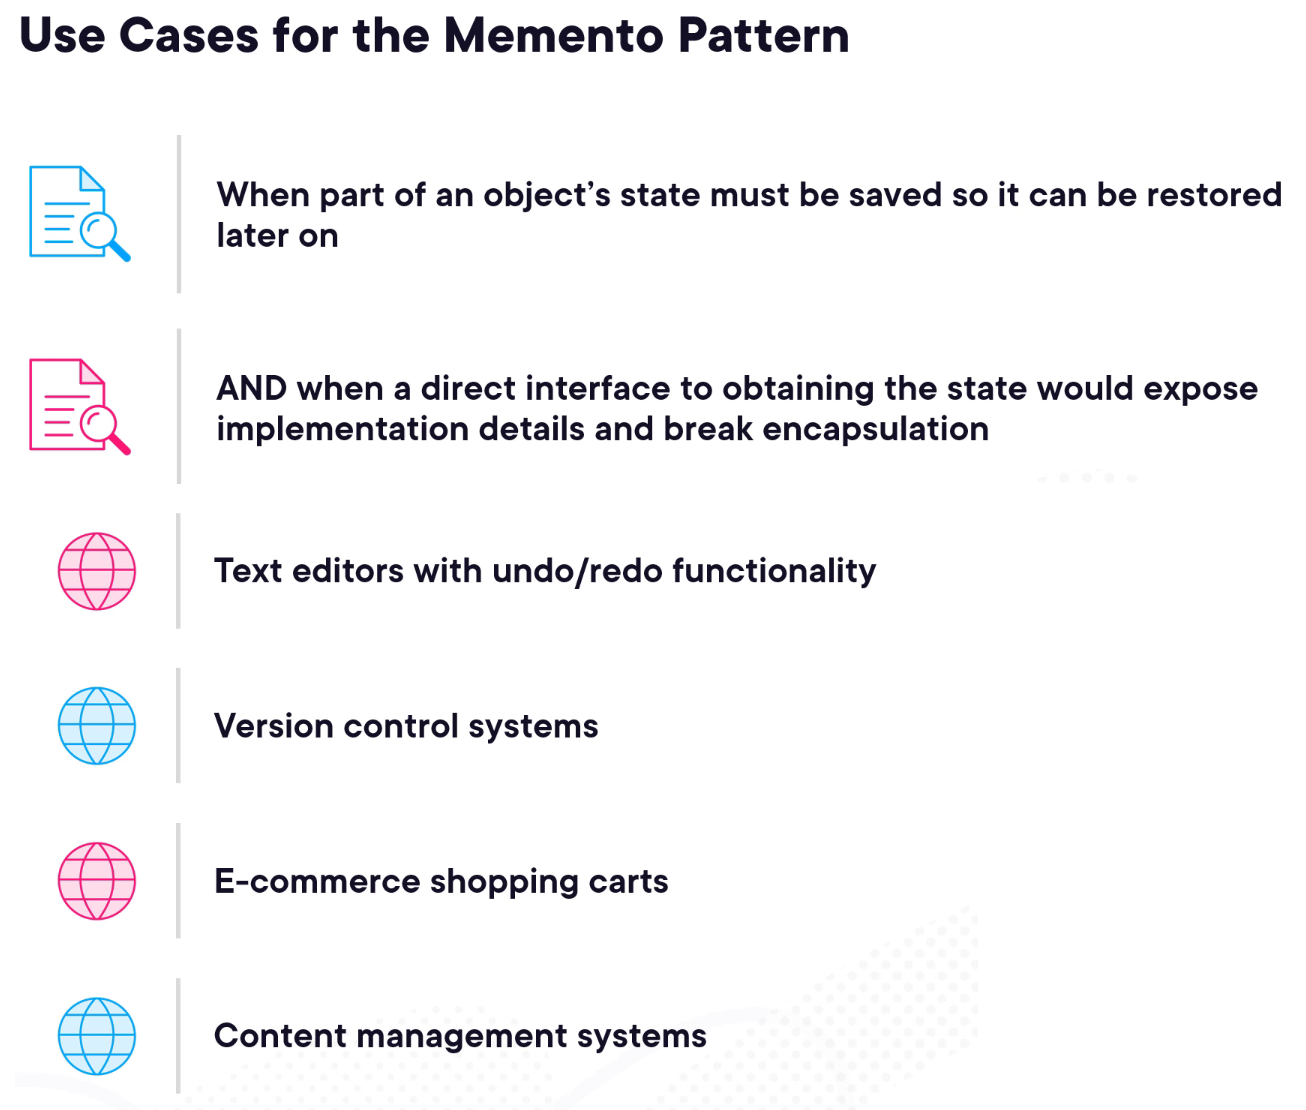 Use Cases for the Memento Pattern
When part of an object’s state must be saved so it can be restored
later on
AND when a direct interface to obtaining the state would expose
implementation details and break encapsulation
Text editors with undo/redo functionality
Version control systems
E-commerce shopping carts
Content management systems